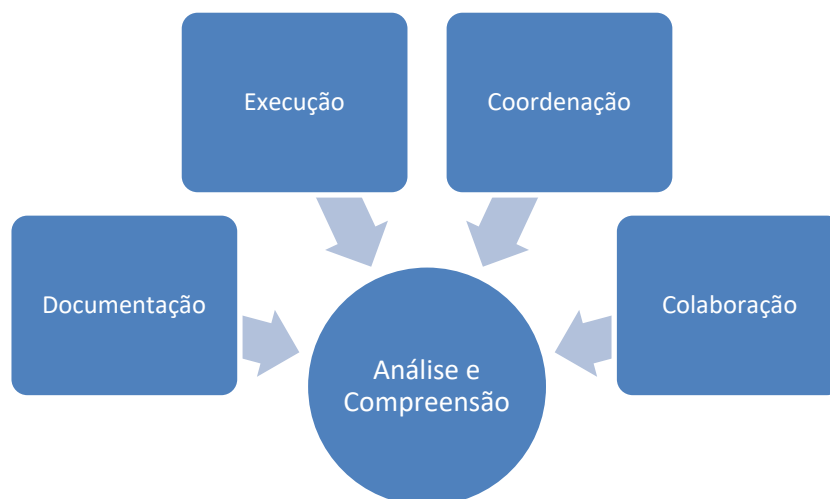 Execução
Coordenação
Documentação
Colaboração
Análise e
Compreensão